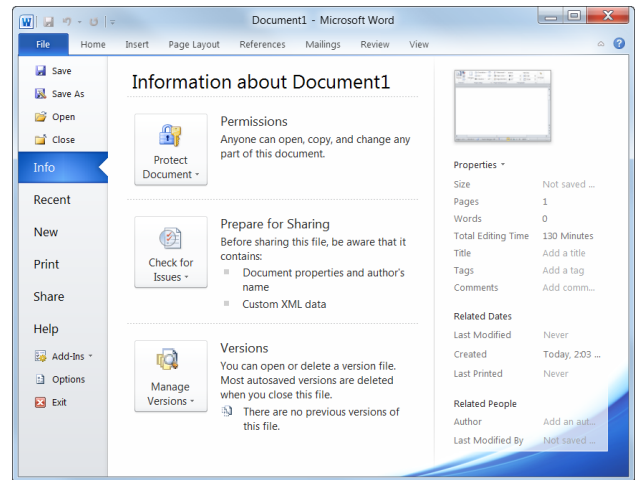 Document1 - Microsoft Word
File Home Insert Page Layout References Mailings Review View
Save
Save As
Open
Close
Info
Recent
New
Print
Share
Help
Add-Ins
Options
Exit
Information about Document1
Protect
Document
Permissions
Anyone can open, copy, and change any
part of this document.
Check for
Issues
Prepare for Sharing
Before sharing this file, be aware that it
contains:
Document properties and author's
name
Custom XML data
Manage
Versions
Versions
You can open or delete a version file.
Most autosaved versions are deleted
when you close this file.
There are no previous versions of
this file.
Properties
Size Not saved ...
Pages 1
Words 0
Total Editing Time 130 Minutes
Title Add a title
Tags Add a tag
Comments Add comm...
Related Dates
Last Modified Never
Created Today, 2:03 ...
Last Printed Never
Related People
Author Add an aut...
Last Modified By Not saved ...